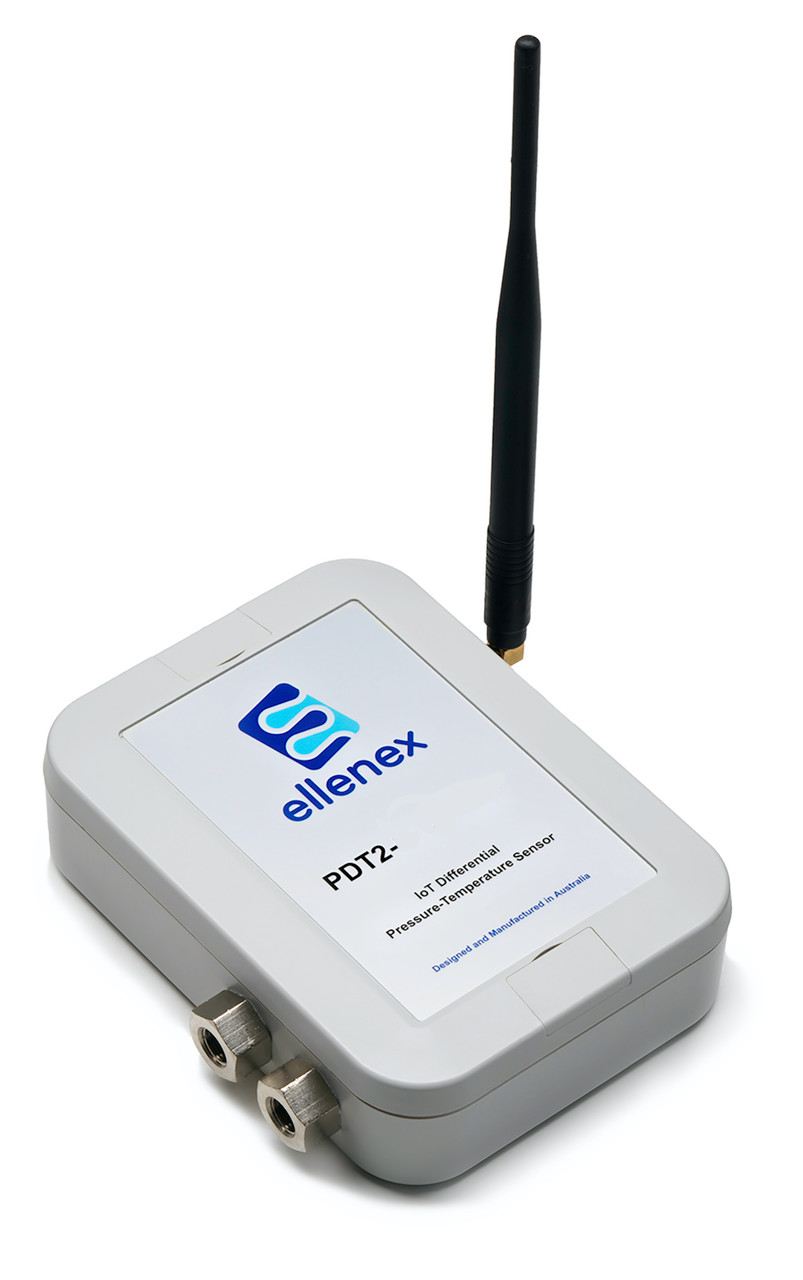 ellenex
PDT2-
IoT Differential
Pressure-Temperature Sensor
Designed and Manufactured in Australia